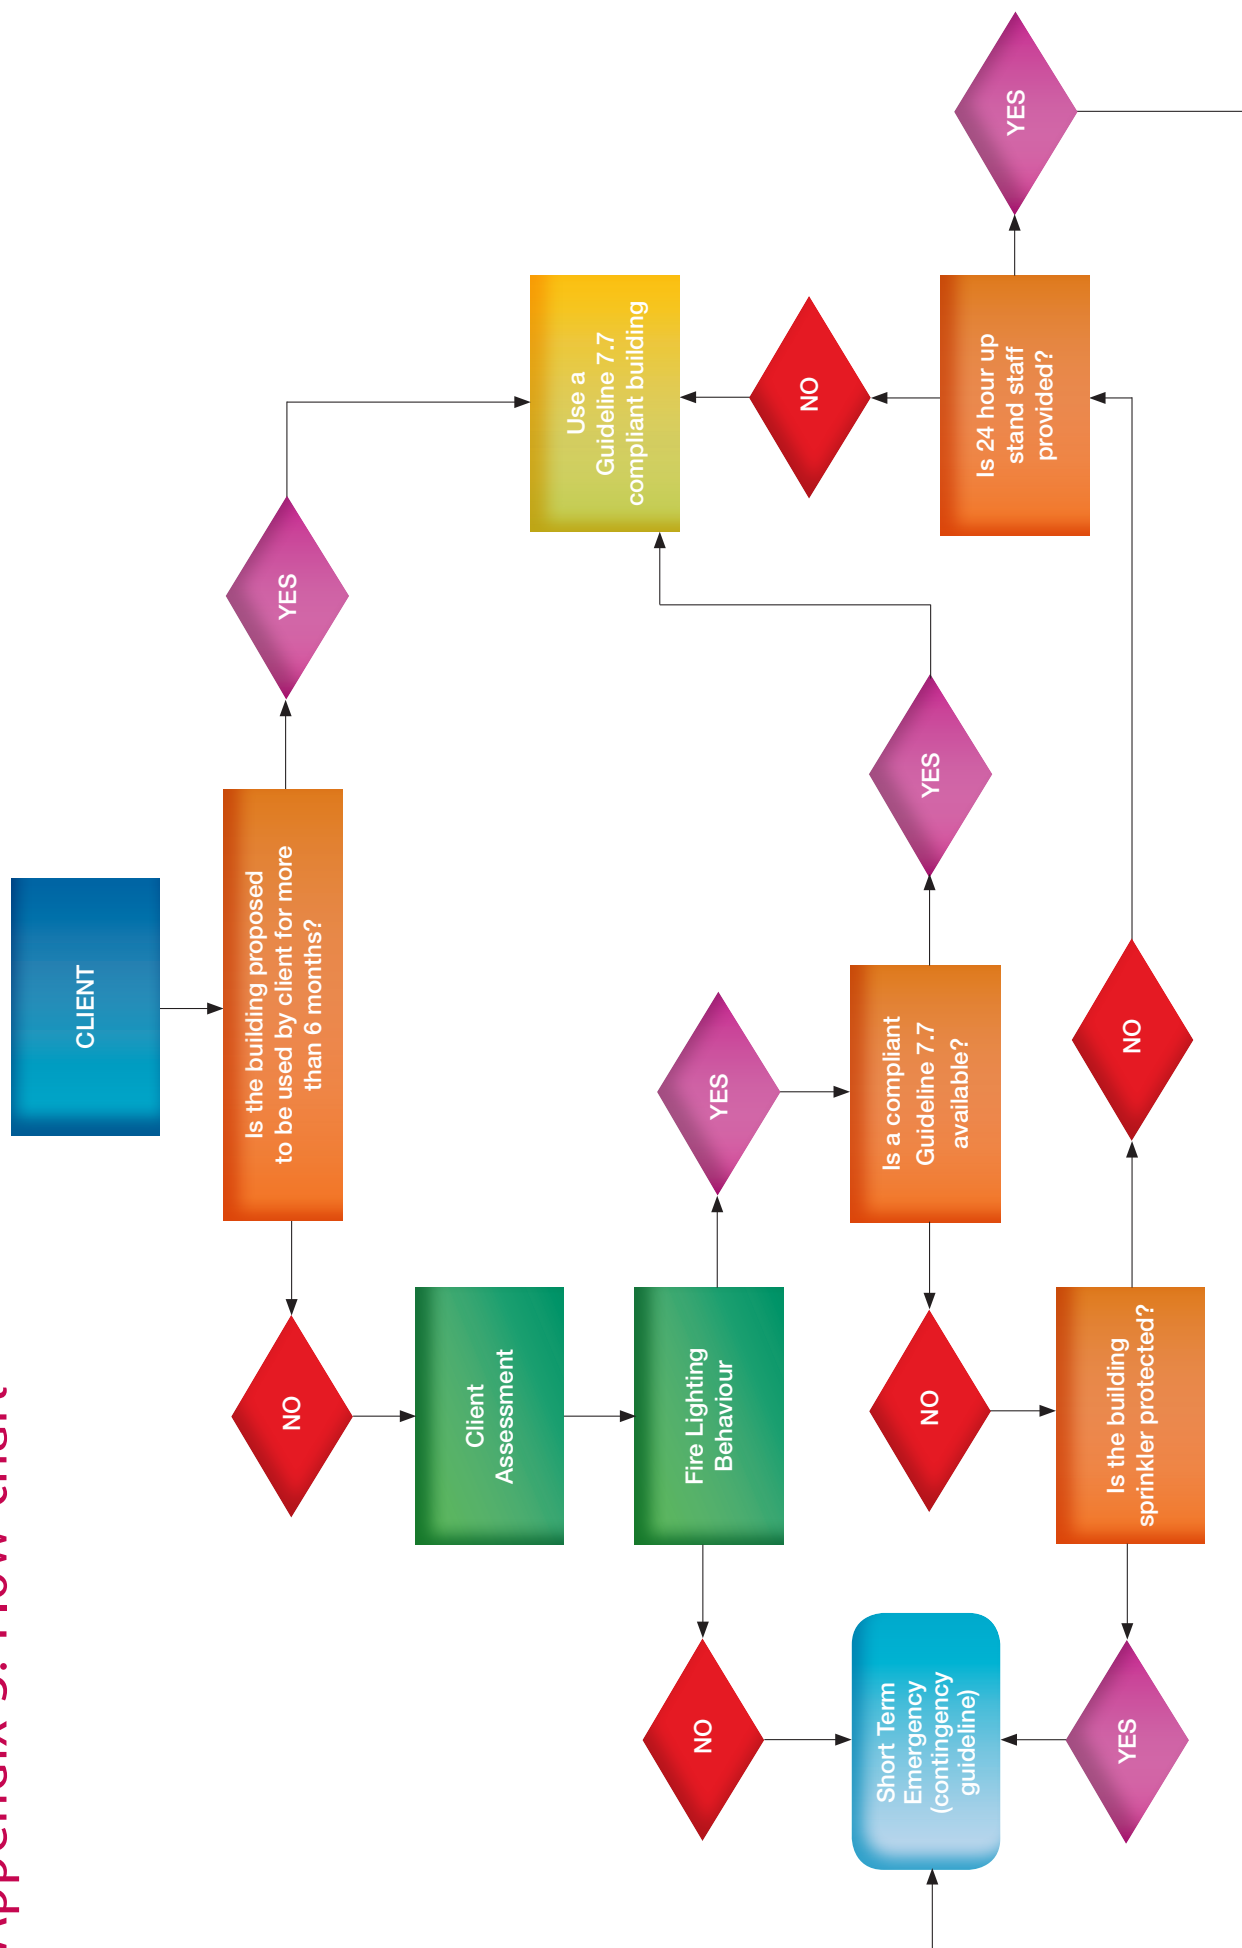 Appendix 3: Flow chart
CLIENT
Is the building proposed
to be used by client for more
than 6 months?
YES
NO
Client
Assessment
Fire Lighting
Behaviour
YES
NO
Use a
Guideline 7.7
compliant building
Is a compliant
Guideline 7.7
available?
YES
NO
Short Term
Emergency
(contingency
guideline)
Is the building
sprinkler protected?
YES
NO
Is 24 hour up
stand staff
provided?
NO
YES